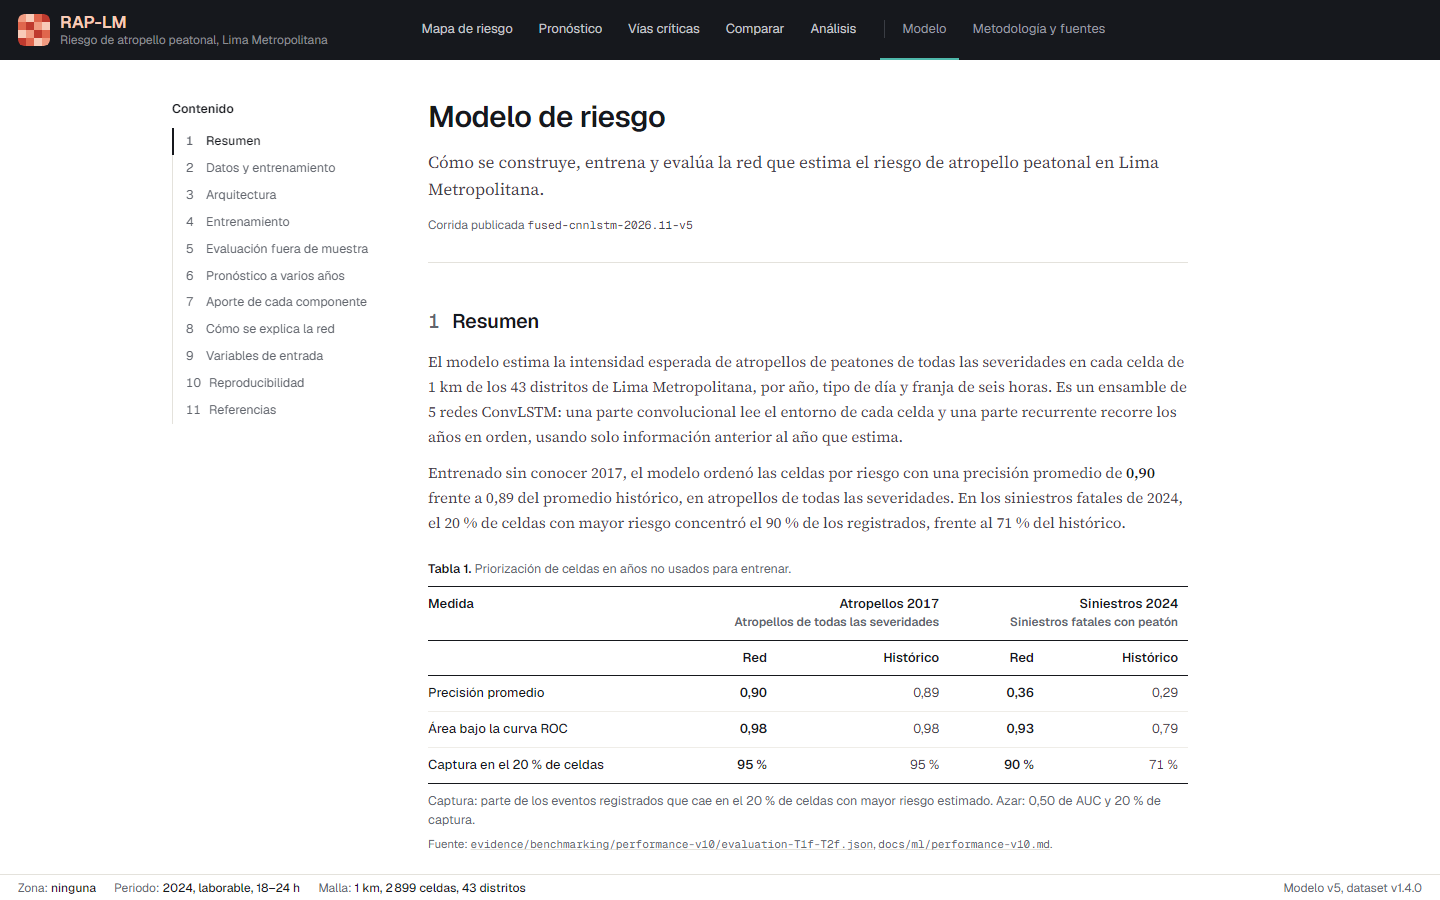 RAP-LM
Riesgo de atropello peatonal, Lima Metropolitana
Mapa de riesgo
Pronóstico
Vías críticas
Comparar
Análisis
Modelo
Metodología y fuentes
Contenido
1 Resumen
2 Datos y entrenamiento
3 Arquitectura
4 Entrenamiento
5 Evaluación fuera de muestra
6 Pronóstico a varios años
7 Aporte de cada componente
8 Cómo se explica la red
9 Variables de entrada
10 Reproducibilidad
11 Referencias
Modelo de riesgo
Cómo se construye, entrena y evalúa la red que estima el riesgo de atropello peatonal en Lima
Metropolitana.
Corrida publicada fused-cnnlstm-2026.11-v5
1 Resumen
El modelo estima la intensidad esperada de atropellos de peatones de todas las severidades en cada celda de
1 km de los 43 distritos de Lima Metropolitana, por año, tipo de día y franja de seis horas. Es un ensamble de
5 redes ConvLSTM: una parte convolucional lee el entorno de cada celda y una parte recurrente recorre los
años en orden, usando solo información anterior al año que estima.
Entrenado sin conocer 2017, el modelo ordenó las celdas por riesgo con una precisión promedio de 0,90
frente a 0,89 del promedio histórico, en atropellos de todas las severidades. En los siniestros fatales de 2024,
el 20 % de celdas con mayor riesgo concentró el 90 % de los registrados, frente al 71 % del histórico.
Tabla 1. Priorización de celdas en años no usados para entrenar.
Medida Atropellos 2017 Siniestros 2024
Atropellos de todas las severidades Siniestros fatales con peatón
Red Histórico Red Histórico
Precisión promedio 0,90 0,89 0,36 0,29
Área bajo la curva ROC 0,98 0,98 0,93 0,79
Captura en el 20 % de celdas 95 % 95 % 90 % 71 %
Captura: parte de los eventos registrados que cae en el 20 % de celdas con mayor riesgo estimado. Azar: 0,50 de AUC y 20 % de
captura.
Fuente: evidence/benchmarking/performance-v10/evaluation-T1f-T2f.json, docs/ml/performance-v10.md.
Zona: ninguna Periodo: 2024, laborable, 18–24 h Malla: 1 km, 2 899 celdas, 43 distritos
Modelo v5, dataset v1.4.0